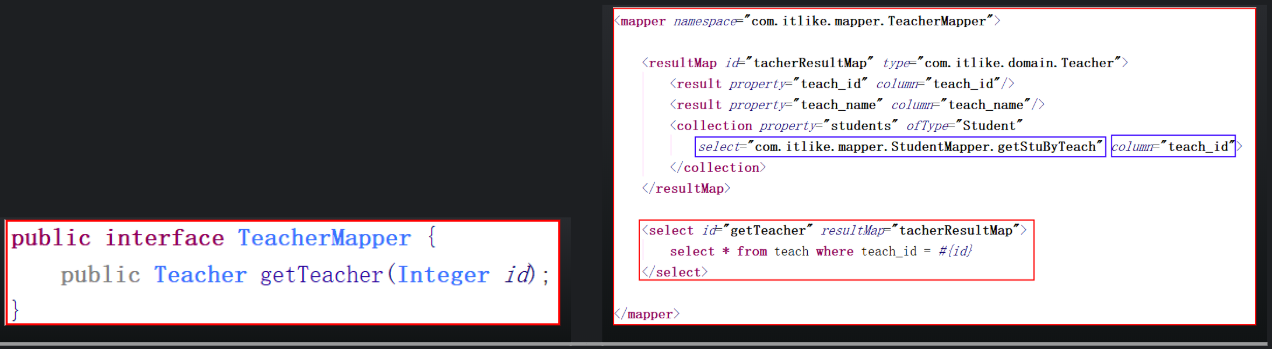 public interface TeacherMapper {
public Teacher getTeacher(Integer id);
}
<mapper namespace="com.itlike.mapper.TeacherMapper">
<resultMap id="tacherResultMap" type="com.itlike.domain.Teacher">
<result property="teach_id" column="teach_id"/>
<result property="teach_name" column="teach_name"/>
<collection property="students" ofType="Student"
select="com.itlike.mapper.StudentMapper.getStuByTeach" column="teach_id">
</collection>
</resultMap>
<select id="getTeacher" resultMap="tacherResultMap">
select * from teach where teach_id = #{id}
</select>
</mapper>